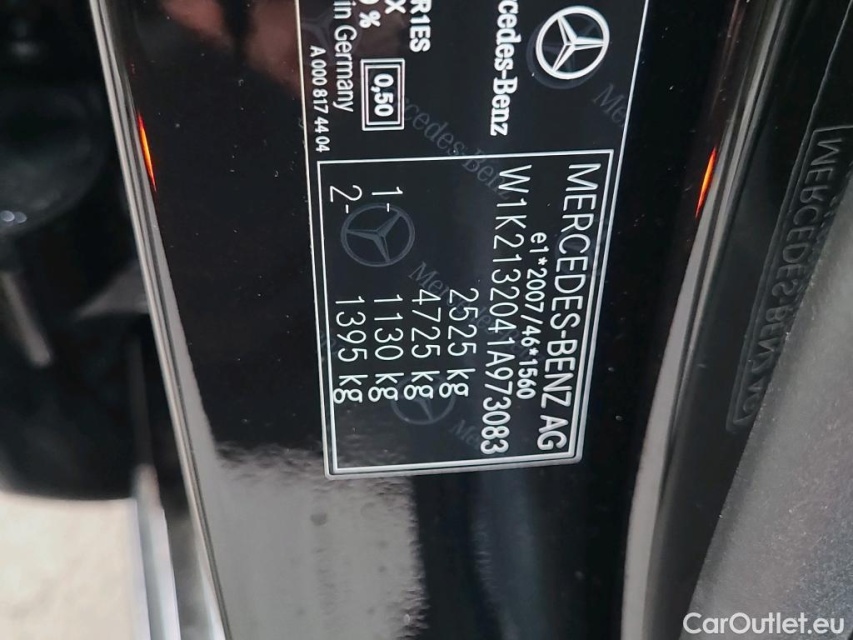 Mercedes-Benz
R1ES
X
%
in Germany
0,50
A 000 817 44 04
MERCEDES-BENZ AG
e1*2007/46*1560
W1K2132041A973083
2525 kg
4725 kg
1- 1130 kg
2- 1395 kg
MERCEDES BENZ AG
CarOutlet.eu